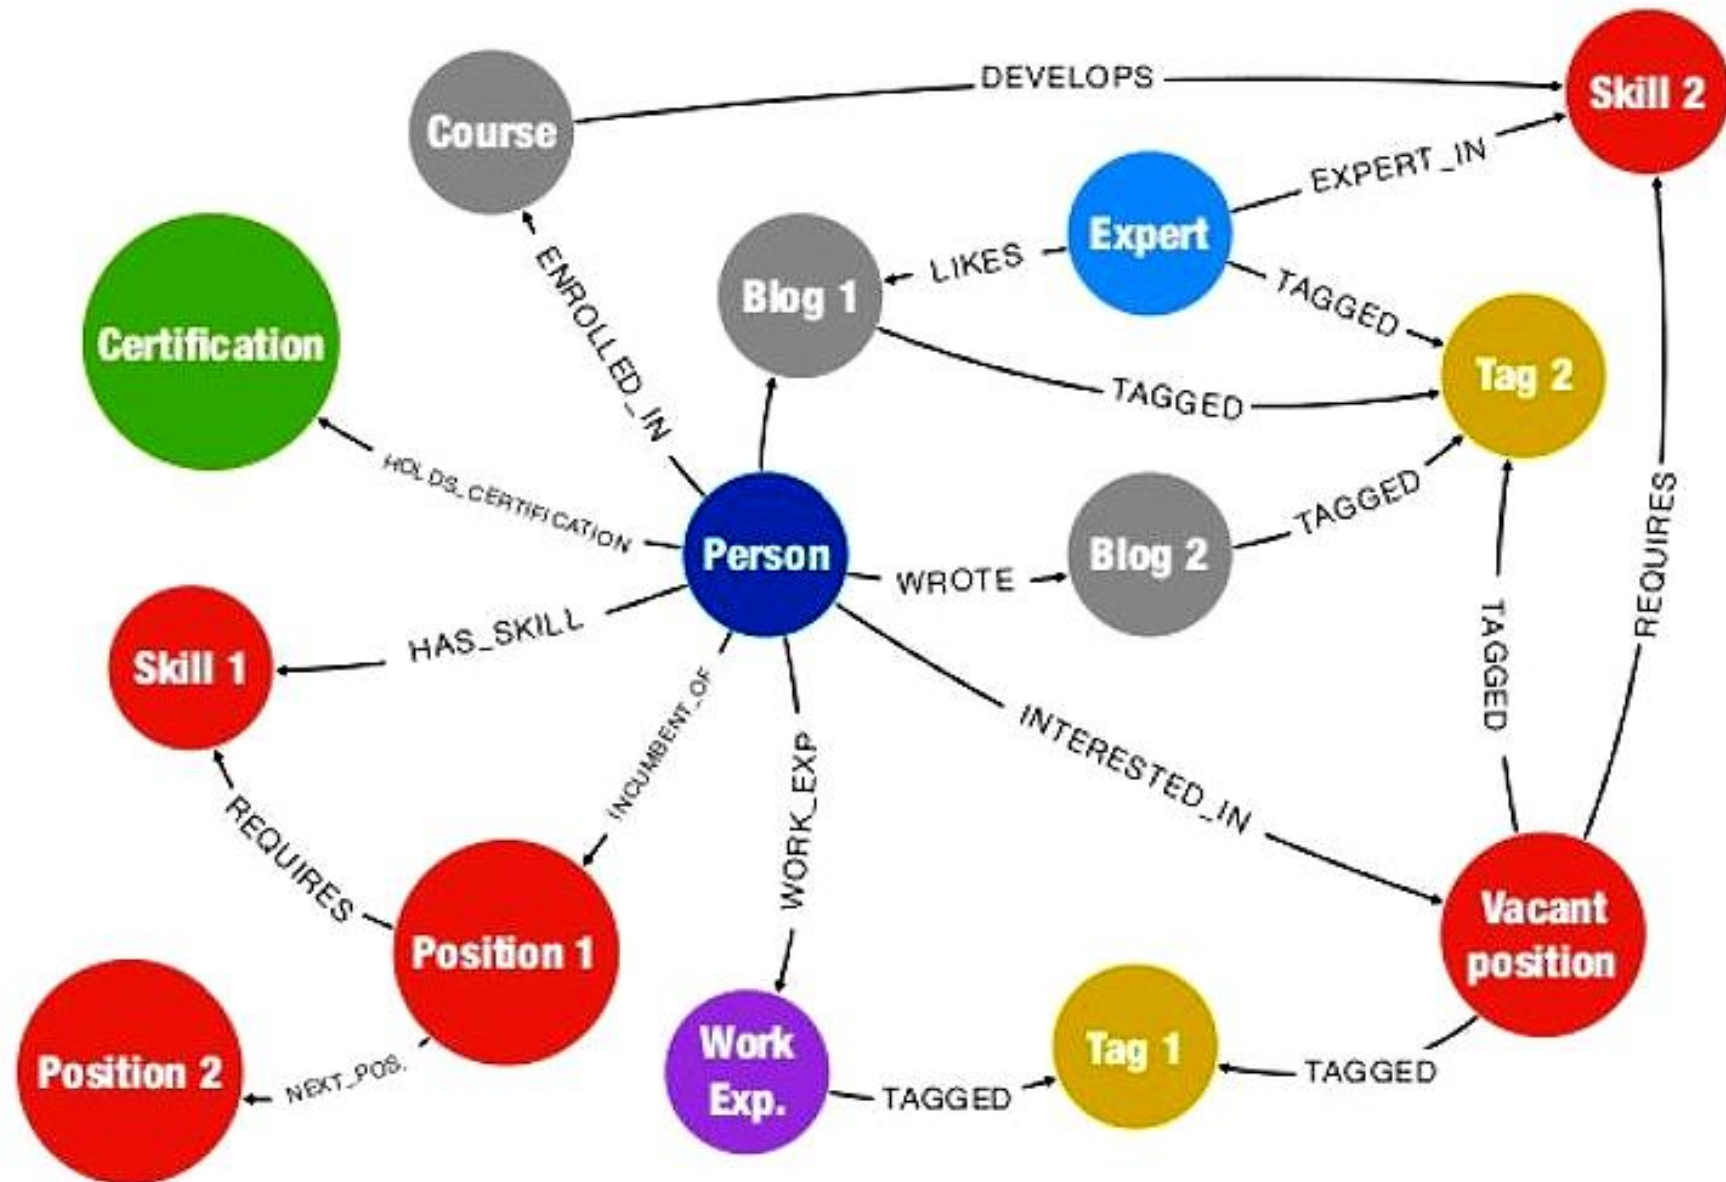 DEVELOPS
Skill 2
Course
EXPERT_IN
Expert
LIKES
ENROLLED_IN
Blog 1
TAGGED
Certification
Tag 2
TAGGED
HOLDS_CERTIFICATION
TAGGED
Person
WROTE
Blog 2
REQUIRES
HAS_SKILL
Skill 1
INCUMBENT_OF
TAGGED
WORK_EXP
INTERESTED_IN
REQUIRES
Position 1
Vacant
position
Position 2
NEXT_POS.
Work
Exp.
TAGGED
Tag 1
TAGGED